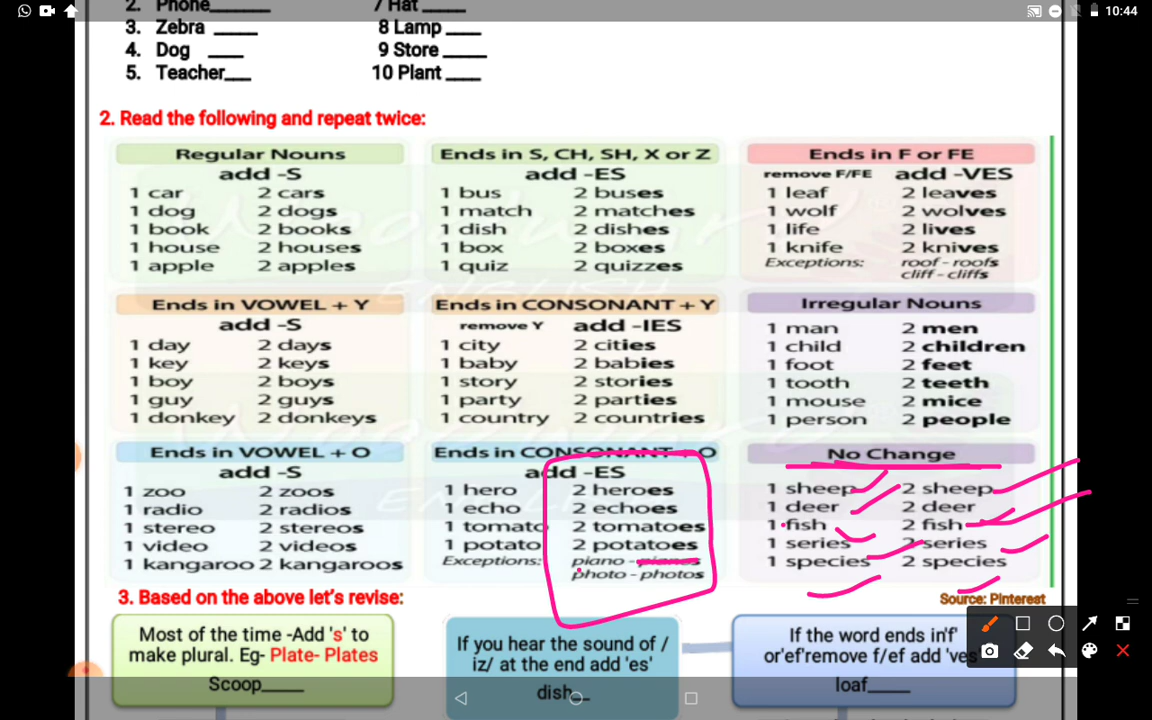 10:44
2. Phone_______ 7 Hat _____
3. Zebra _____ 8 Lamp ____
4. Dog ____ 9 Store _____
5. Teacher___ 10 Plant ____
2. Read the following and repeat twice:
Regular Nouns
add -S
1 car 2 cars
1 dog 2 dogs
1 book 2 books
1 house 2 houses
1 apple 2 apples
Ends in S, CH, SH, X or Z
add -ES
1 bus 2 buses
1 match 2 matches
1 dish 2 dishes
1 box 2 boxes
1 quiz 2 quizzes
Ends in F or FE
remove F/FE add -VES
1 leaf 2 leaves
1 wolf 2 wolves
1 life 2 lives
1 knife 2 knives
Exceptions: roof - roofs
cliff - cliffs
Ends in VOWEL + Y
add -S
1 day 2 days
1 key 2 keys
1 boy 2 boys
1 guy 2 guys
1 donkey 2 donkeys
Ends in CONSONANT + Y
remove Y add -IES
1 city 2 cities
1 baby 2 babies
1 story 2 stories
1 party 2 parties
1 country 2 countries
Irregular Nouns
1 man 2 men
1 child 2 children
1 foot 2 feet
1 tooth 2 teeth
1 mouse 2 mice
1 person 2 people
Ends in VOWEL + O
add -S
1 zoo 2 zoos
1 radio 2 radios
1 stereo 2 stereos
1 video 2 videos
1 kangaroo 2 kangaroos
Ends in CONSONANT + O
add -ES
1 hero 2 heroes
1 echo 2 echoes
1 tomato 2 tomatoes
1 potato 2 potatoes
Exceptions: piano - pianos
photo - photos
No Change
1 sheep 2 sheep
1 deer 2 deer
1 fish 2 fish
1 series 2 series
1 species 2 species
3. Based on the above let's revise:
Source: Pinterest
Most of the time -Add 's' to
make plural. Eg- Plate- Plates
Scoop_____
If you hear the sound of /
iz/ at the end add 'es'
dish__
If the word ends in'f'
or'ef'remove f/ef add 'ves
loaf_____